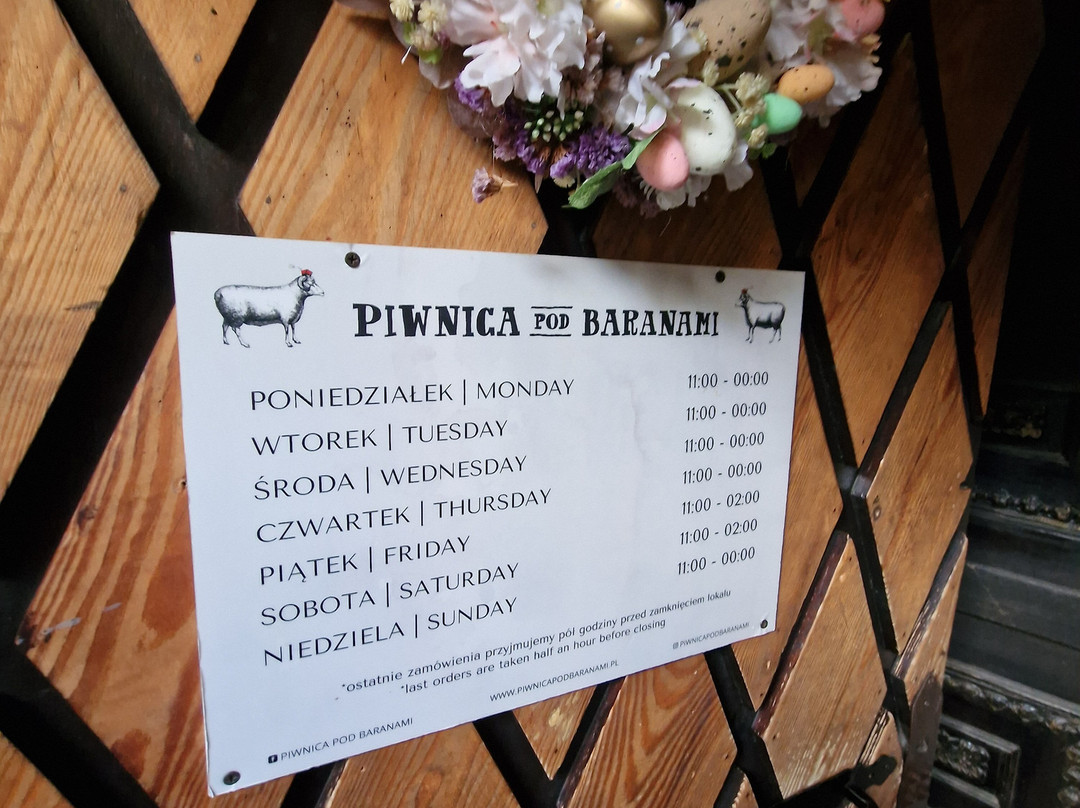 PIWNICA POD BARANAMI
PONIEDZIAŁEK | MONDAY 11:00 - 00:00
WTOREK | TUESDAY 11:00 - 00:00
ŚRODA | WEDNESDAY 11:00 - 00:00
CZWARTEK | THURSDAY 11:00 - 00:00
PIĄTEK | FRIDAY 11:00 - 02:00
SOBOTA | SATURDAY 11:00 - 02:00
NIEDZIELA | SUNDAY 11:00 - 00:00
*ostatnie zamówienia przyjmujemy pół godziny przed zamknięciem lokalu
*last orders are taken half an hour before closing
PIWNICA POD BARANAMI WWW.PIWNICAPODBARANAMI.PL PIWNICAPODBARANAMI